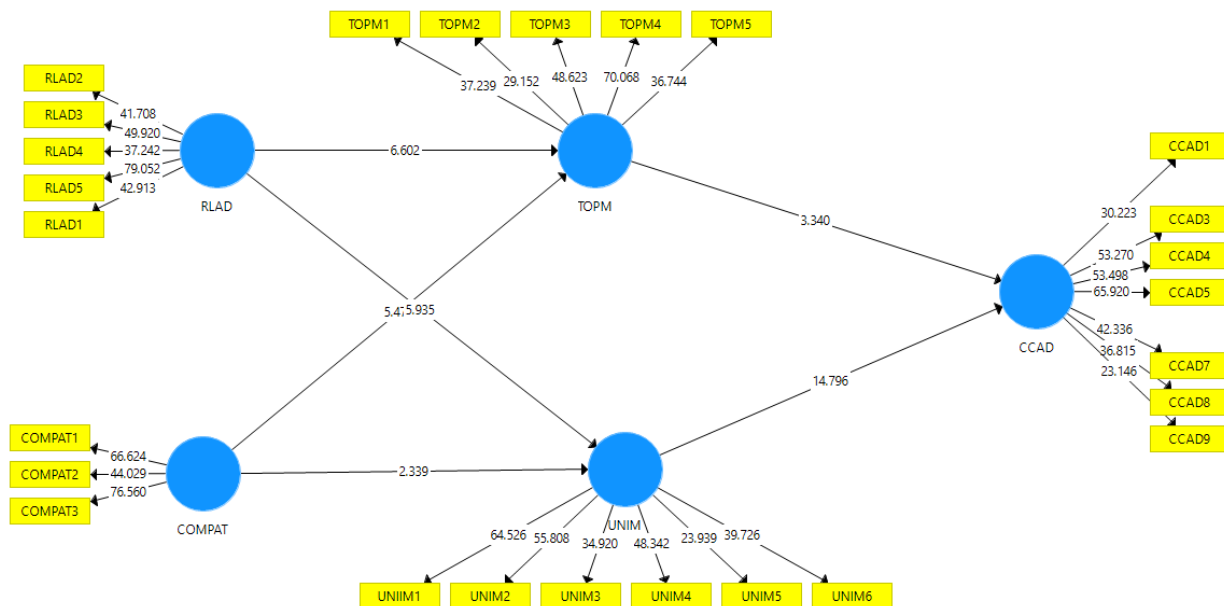 TOPM1 TOPM2 TOPM3 TOPM4 TOPM5
37.239 29.152 48.623 70.068 36.744
RLAD2
RLAD3
RLAD4
RLAD5
RLAD1
41.708
49.920
37.242
79.052
42.913
RLAD
6.602
TOPM
3.340
CCAD1
CCAD3
CCAD4
CCAD5
CCAD7
CCAD8
CCAD9
30.223
53.270
53.498
65.920
42.336
36.815
23.146
CCAD
5.935
14.796
COMPAT1
COMPAT2
COMPAT3
66.624
44.029
76.560
COMPAT
2.339
UNIM
64.526 55.808 34.920 48.342 23.939 39.726
UNIIM1 UNIM2 UNIM3 UNIM4 UNIM5 UNIM6